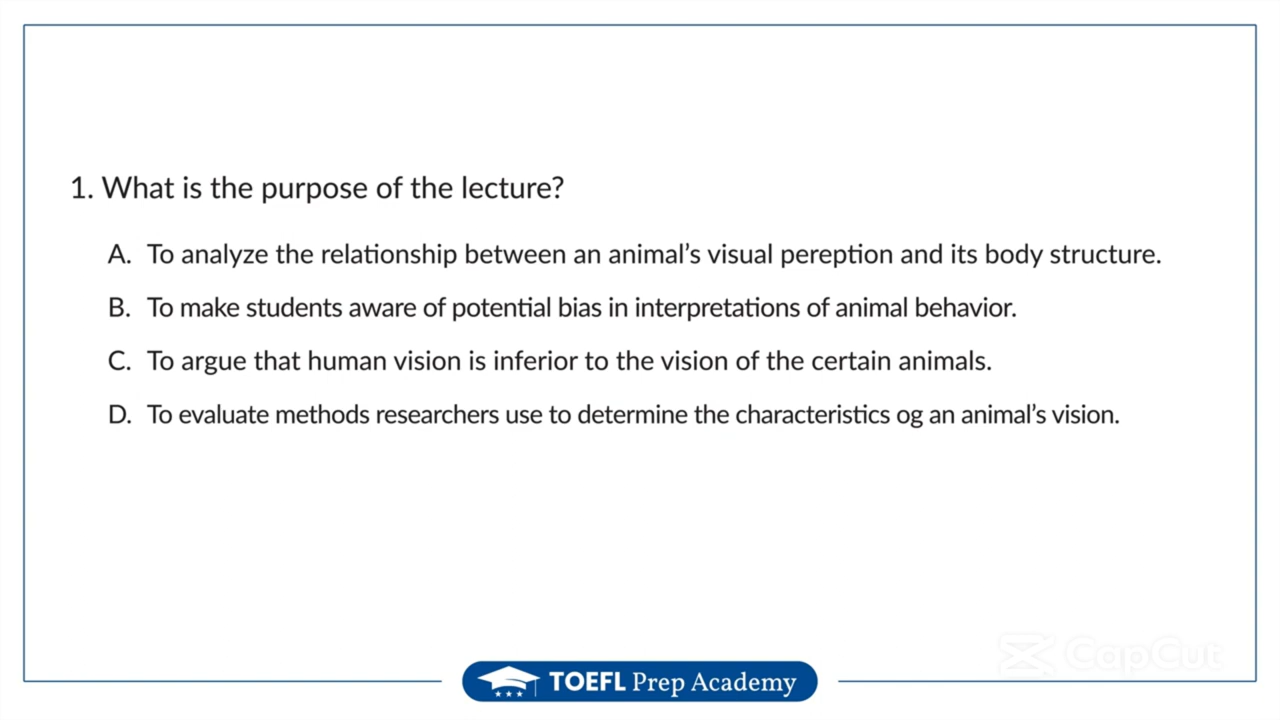 1. What is the purpose of the lecture?
A. To analyze the relationship between an animal's visual pereption and its body structure.
B. To make students aware of potential bias in interpretations of animal behavior.
C. To argue that human vision is inferior to the vision of the certain animals.
D. To evaluate methods researchers use to determine the characteristics og an animal's vision.
CapCut
TOEFL Prep Academy